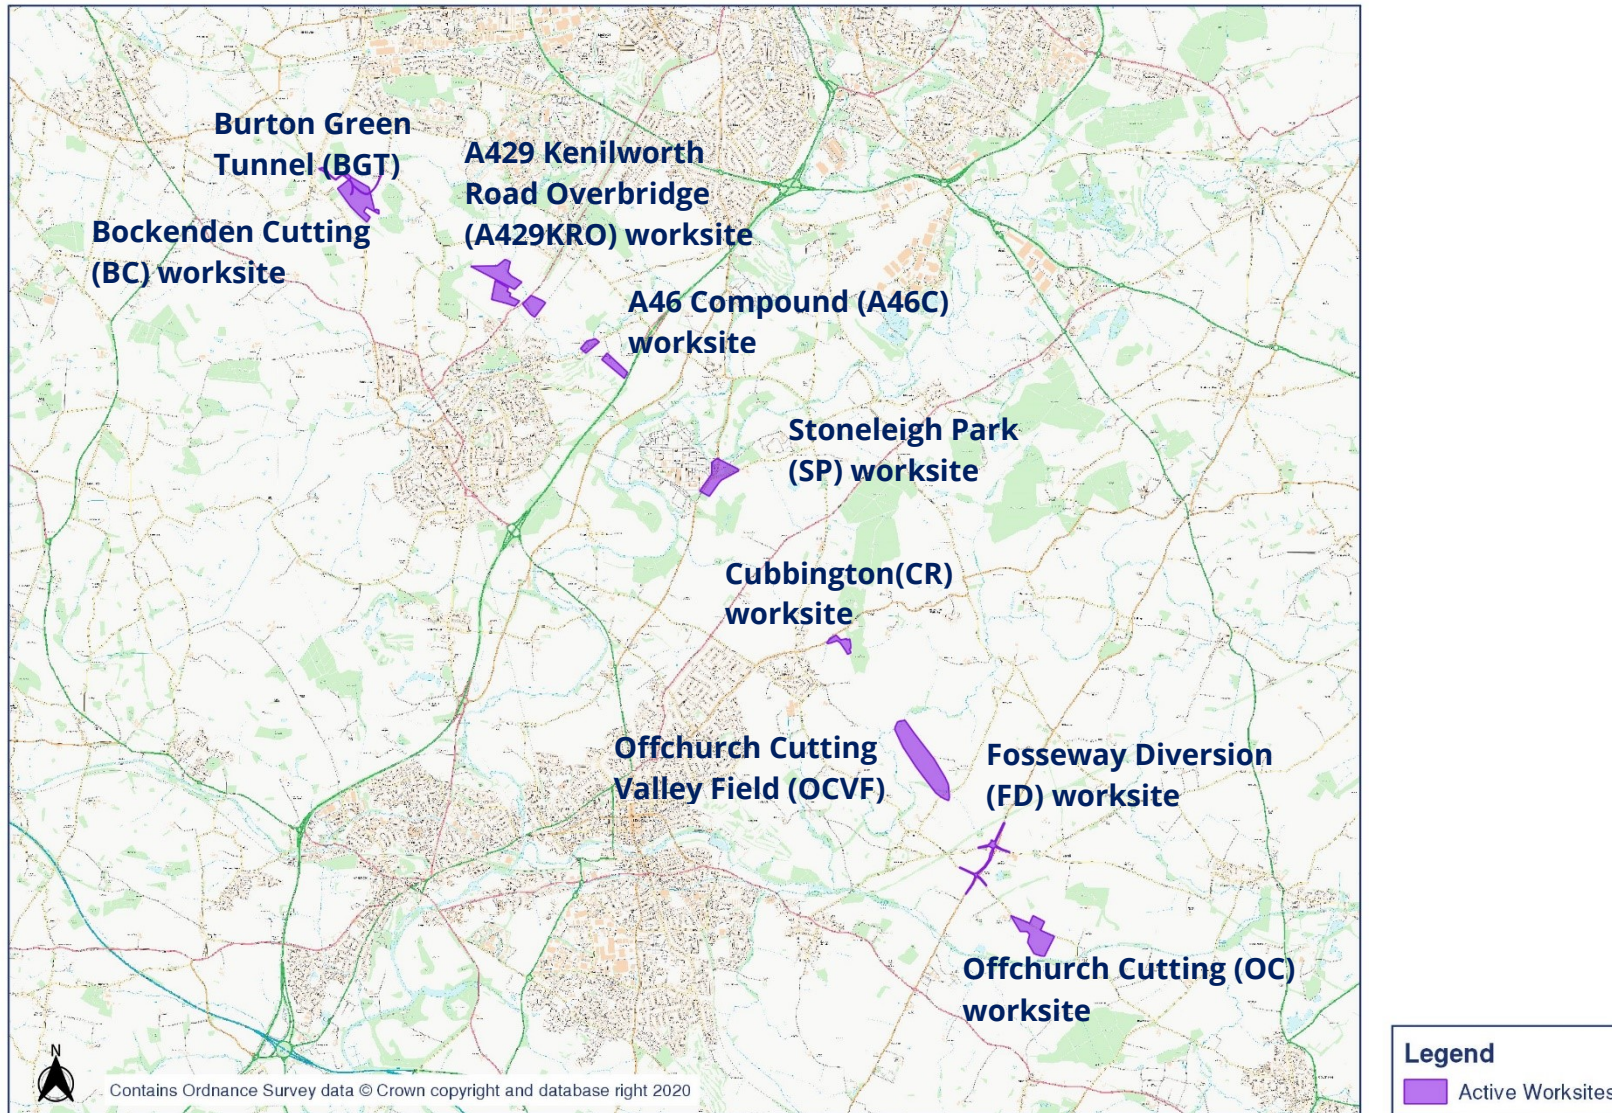 Burton Green
Tunnel (BGT)
A429 Kenilworth
Road Overbridge
(A429KRO) worksite
Bockenden Cutting
(BC) worksite
A46 Compound (A46C)
worksite
Stoneleigh Park
(SP) worksite
Cubbington(CR)
worksite
Offchurch Cutting
Valley Field (OCVF)
Fosseway Diversion
(FD) worksite
Offchurch Cutting (OC)
worksite
N
Contains Ordnance Survey data © Crown copyright and database right 2020
Legend
Active Worksites